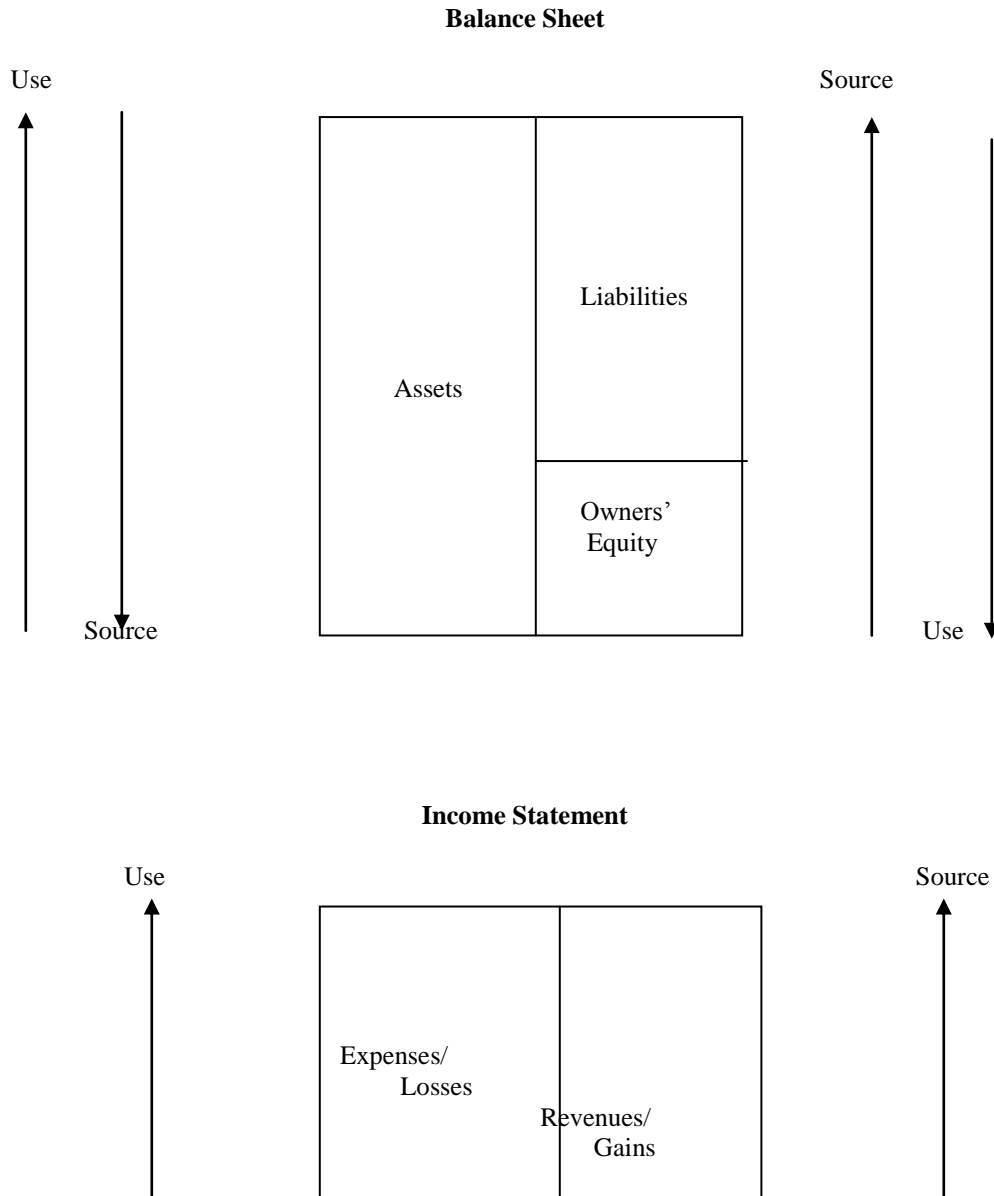 Balance Sheet
Use
Source
Liabilities
Assets
Owners’
Equity
Source
Use
Income Statement
Use
Source
Expenses/
Losses
Revenues/
Gains